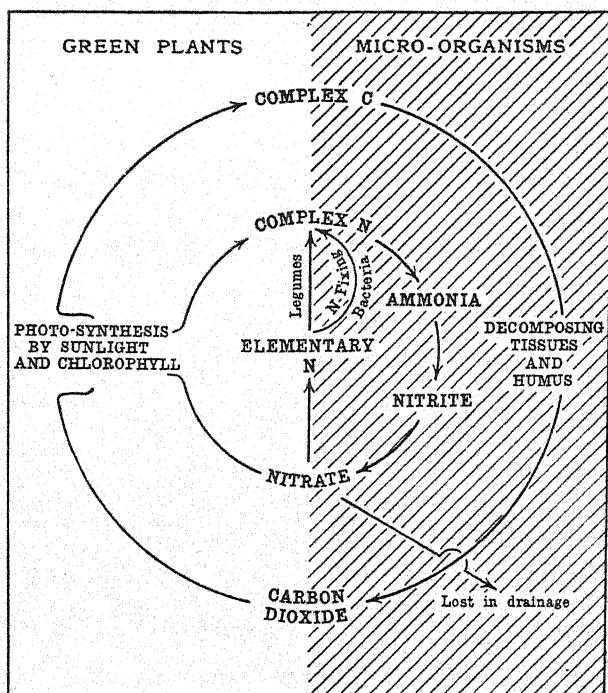 GREEN PLANTS
MICRO-ORGANISMS
COMPLEX C
COMPLEX N
Legumes
N-Fixing
Bacteria
AMMONIA
PHOTO-SYNTHESIS
BY SUNLIGHT
AND CHLOROPHYLL
ELEMENTARY
N
DECOMPOSING
TISSUES
AND
HUMUS
NITRITE
NITRATE
CARBON
DIOXIDE
Lost in drainage